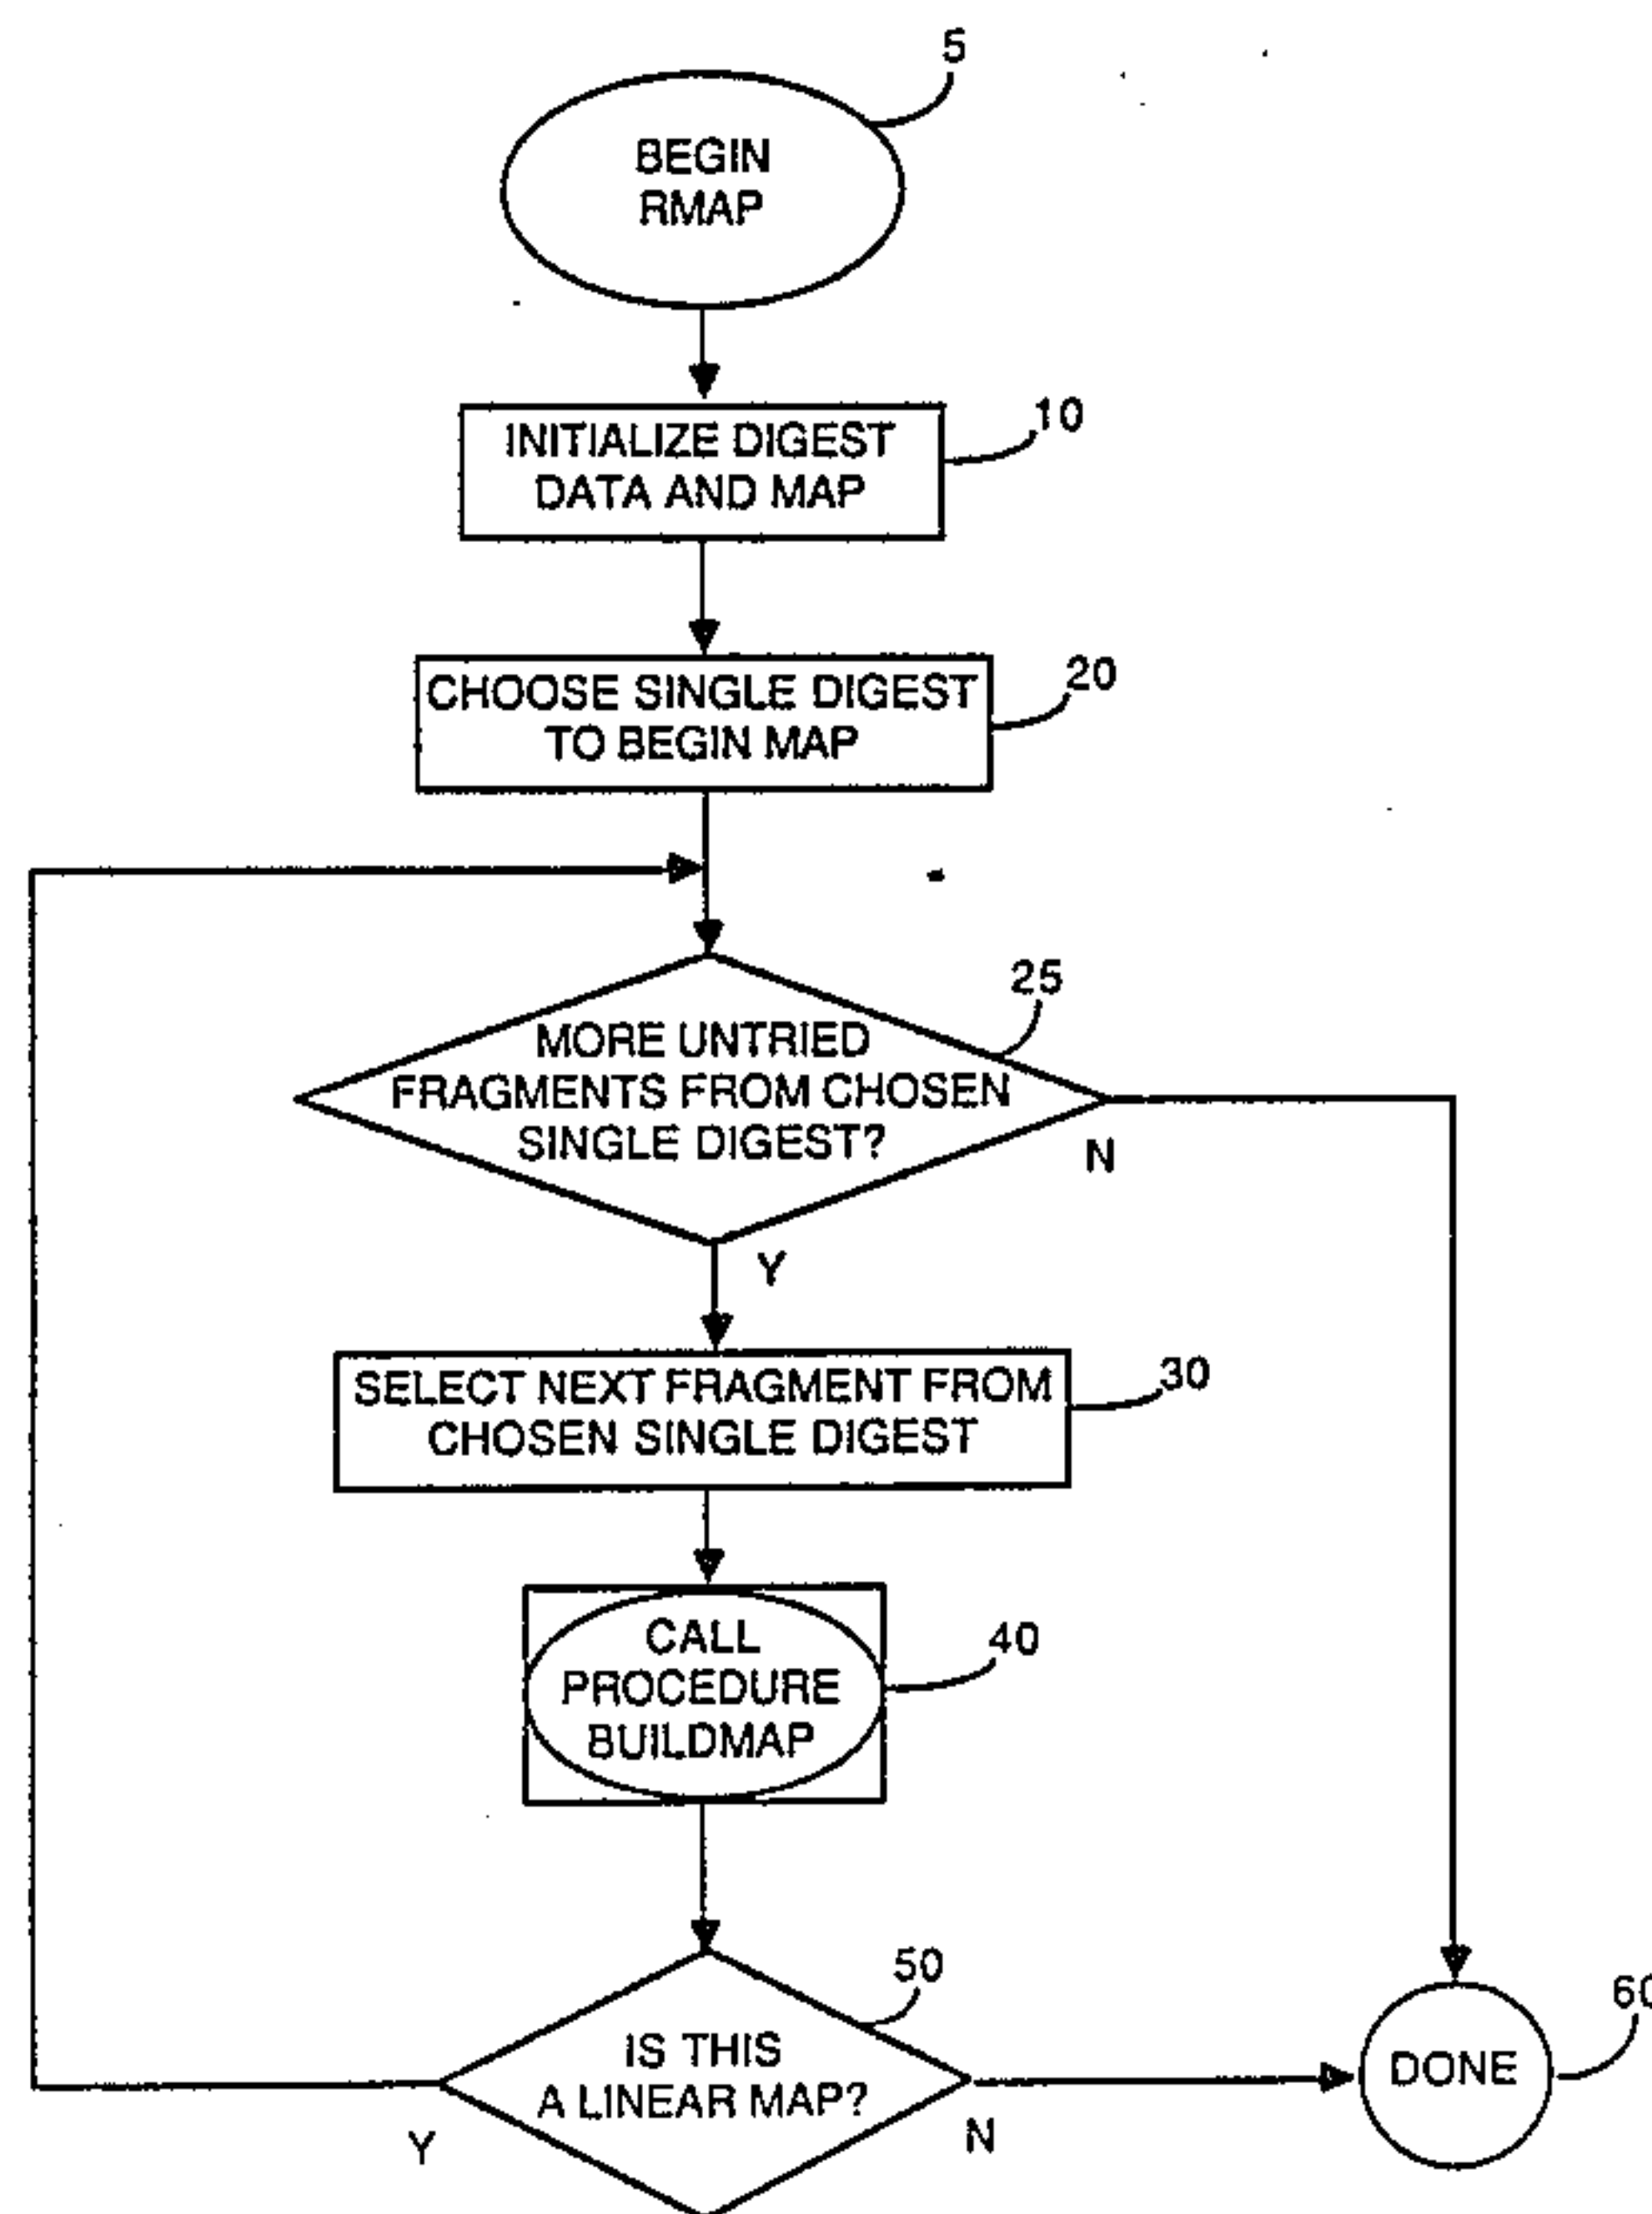 5
BEGIN
RMAP
10
INITIALIZE DIGEST
DATA AND MAP
20
CHOOSE SINGLE DIGEST
TO BEGIN MAP
25
MORE UNTRIED
FRAGMENTS FROM CHOSEN
SINGLE DIGEST?
N
Y
30
SELECT NEXT FRAGMENT FROM
CHOSEN SINGLE DIGEST
40
CALL
PROCEDURE
BUILDMAP
50
IS THIS
A LINEAR MAP?
Y
N
60
DONE